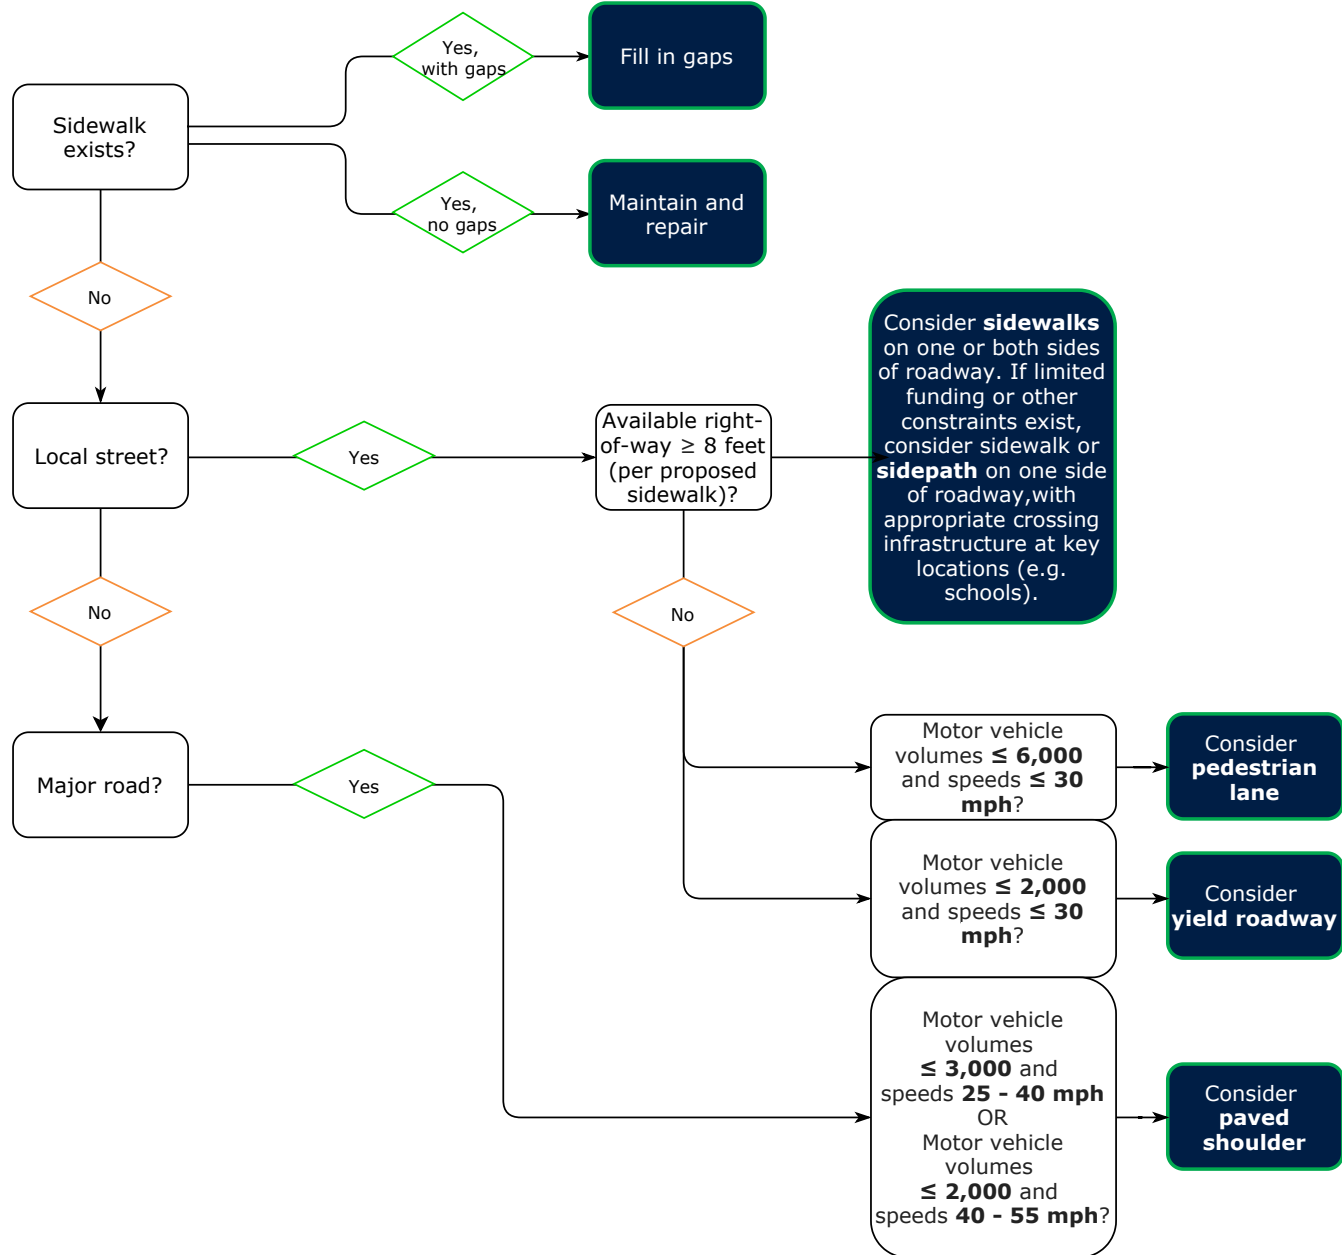 Yes,
with gaps
Fill in gaps
Sidewalk
exists?
Yes,
no gaps
Maintain and
repair
No
Consider sidewalks
on one or both sides
of roadway. If limited
funding or other
constraints exist,
consider sidewalk or
sidepath on one side
of roadway,with
appropriate crossing
infrastructure at key
locations (e.g.
schools).
Local street?
Yes
Available right-
of-way ≥ 8 feet
(per proposed
sidewalk)?
No
No
Major road?
Yes
Motor vehicle
volumes ≤ 6,000
and speeds ≤ 30
mph?
Consider
pedestrian
lane
Motor vehicle
volumes ≤ 2,000
and speeds ≤ 30
mph?
Consider
yield roadway
Motor vehicle
volumes
≤ 3,000 and
speeds 25 - 40 mph
OR
Motor vehicle
volumes
≤ 2,000 and
speeds 40 - 55 mph?
Consider
paved
shoulder